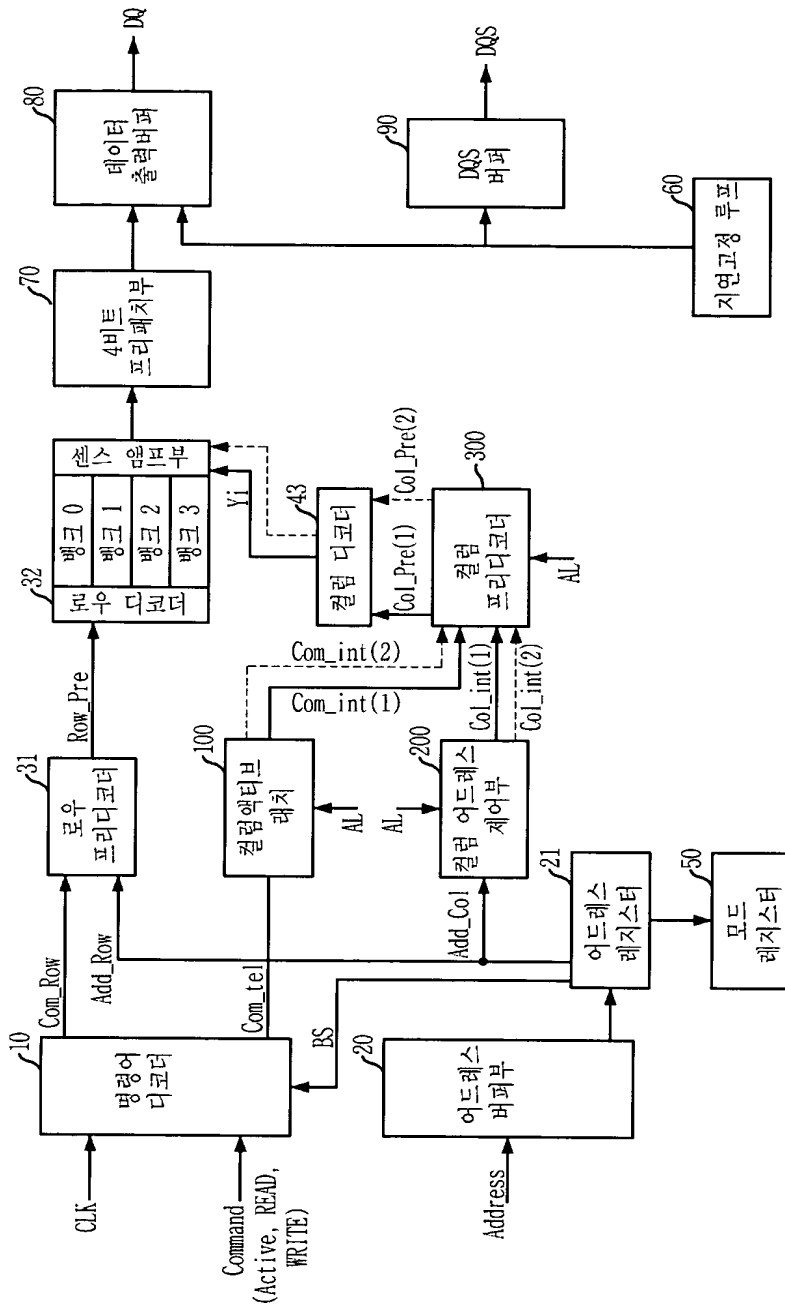 CLK
Command
(Active, READ,
WRITE)
10
명령어
디코더
Com_Row
Add_Row
Com_tel
BS
Address
20
어드레스
버퍼부
31
로우
프리디코더
Row_Pre
100
컬럼액티브
래치
AL
AL
200
컬럼 어드레스
제어부
Add_Col
21
어드레스
레지스터
50
모드
레지스터
32
로우 디코더
뱅크 0
뱅크 1
뱅크 2
뱅크 3
센스 앰프부
Com_int(2)
Com_int(1)
Col_int(1)
Col_int(2)
Yi
43
컬럼 디코더
Col_Pre(1)
Col_Pre(2)
300
컬럼
프리디코더
AL
70
4비트
프리패치부
80
데이터
출력버퍼
DQ
90
DQS
버퍼
DQS
60
지연고정 루프